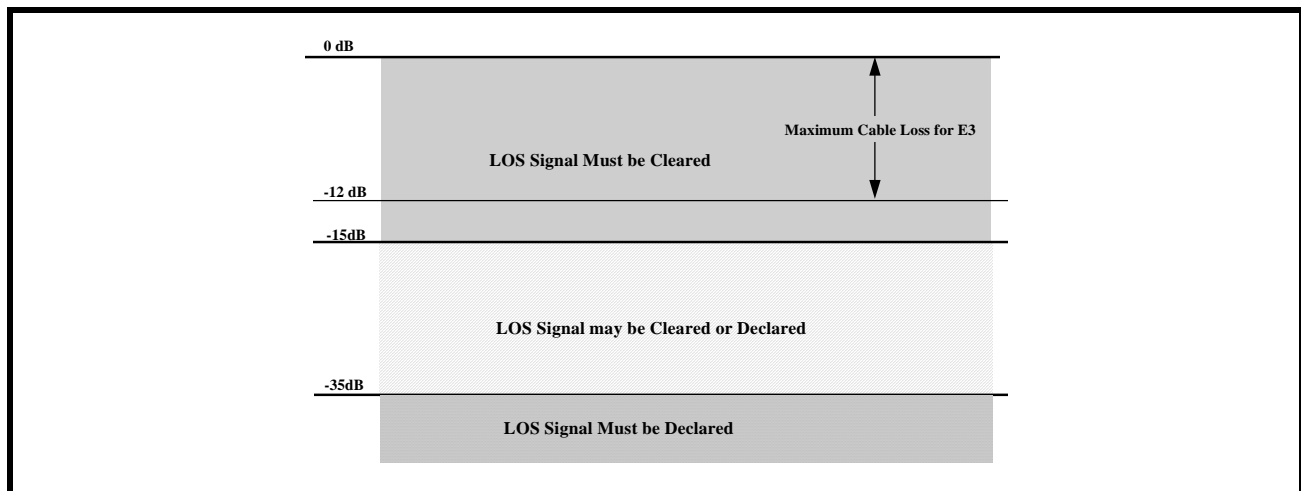 0 dB
Maximum Cable Loss for E3
LOS Signal Must be Cleared
-12 dB
-15dB
LOS Signal may be Cleared or Declared
-35dB
LOS Signal Must be Declared